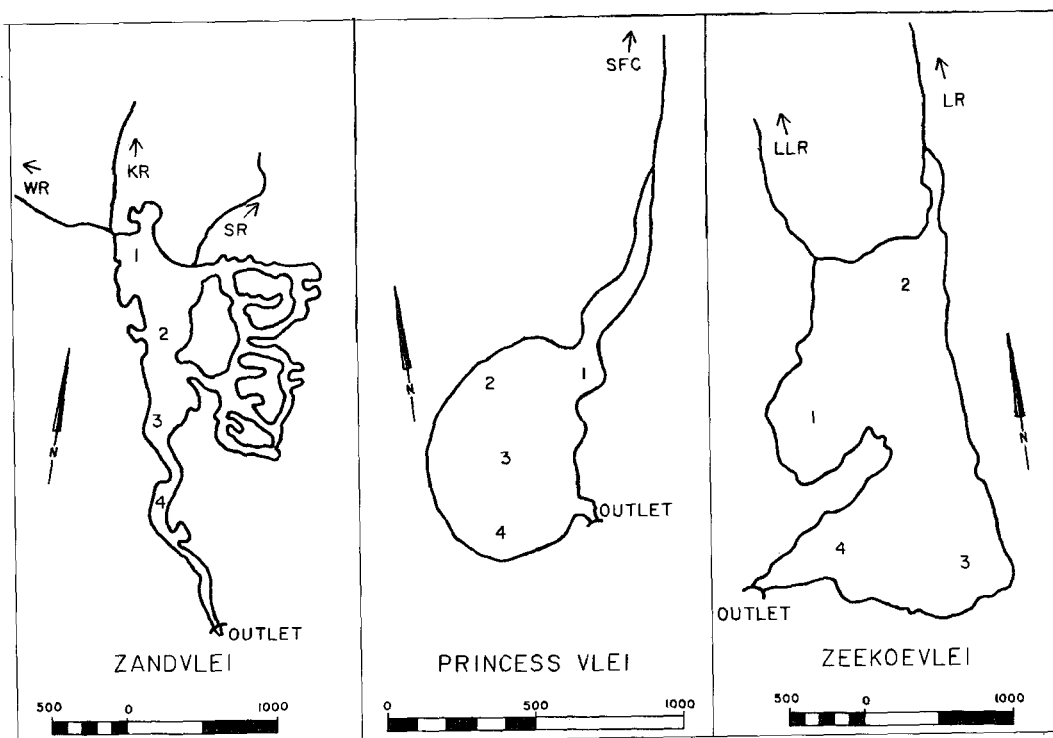 WR
KR
SR
1
2
3
4
N
OUTLET
ZANDVLEI
500 0 1000
SFC
1
2
3
4
N
OUTLET
PRINCESS VLEI
0 500 1000
LLR
LR
2
1
4
3
N
OUTLET
ZEEKOEVLEI
500 0 1000